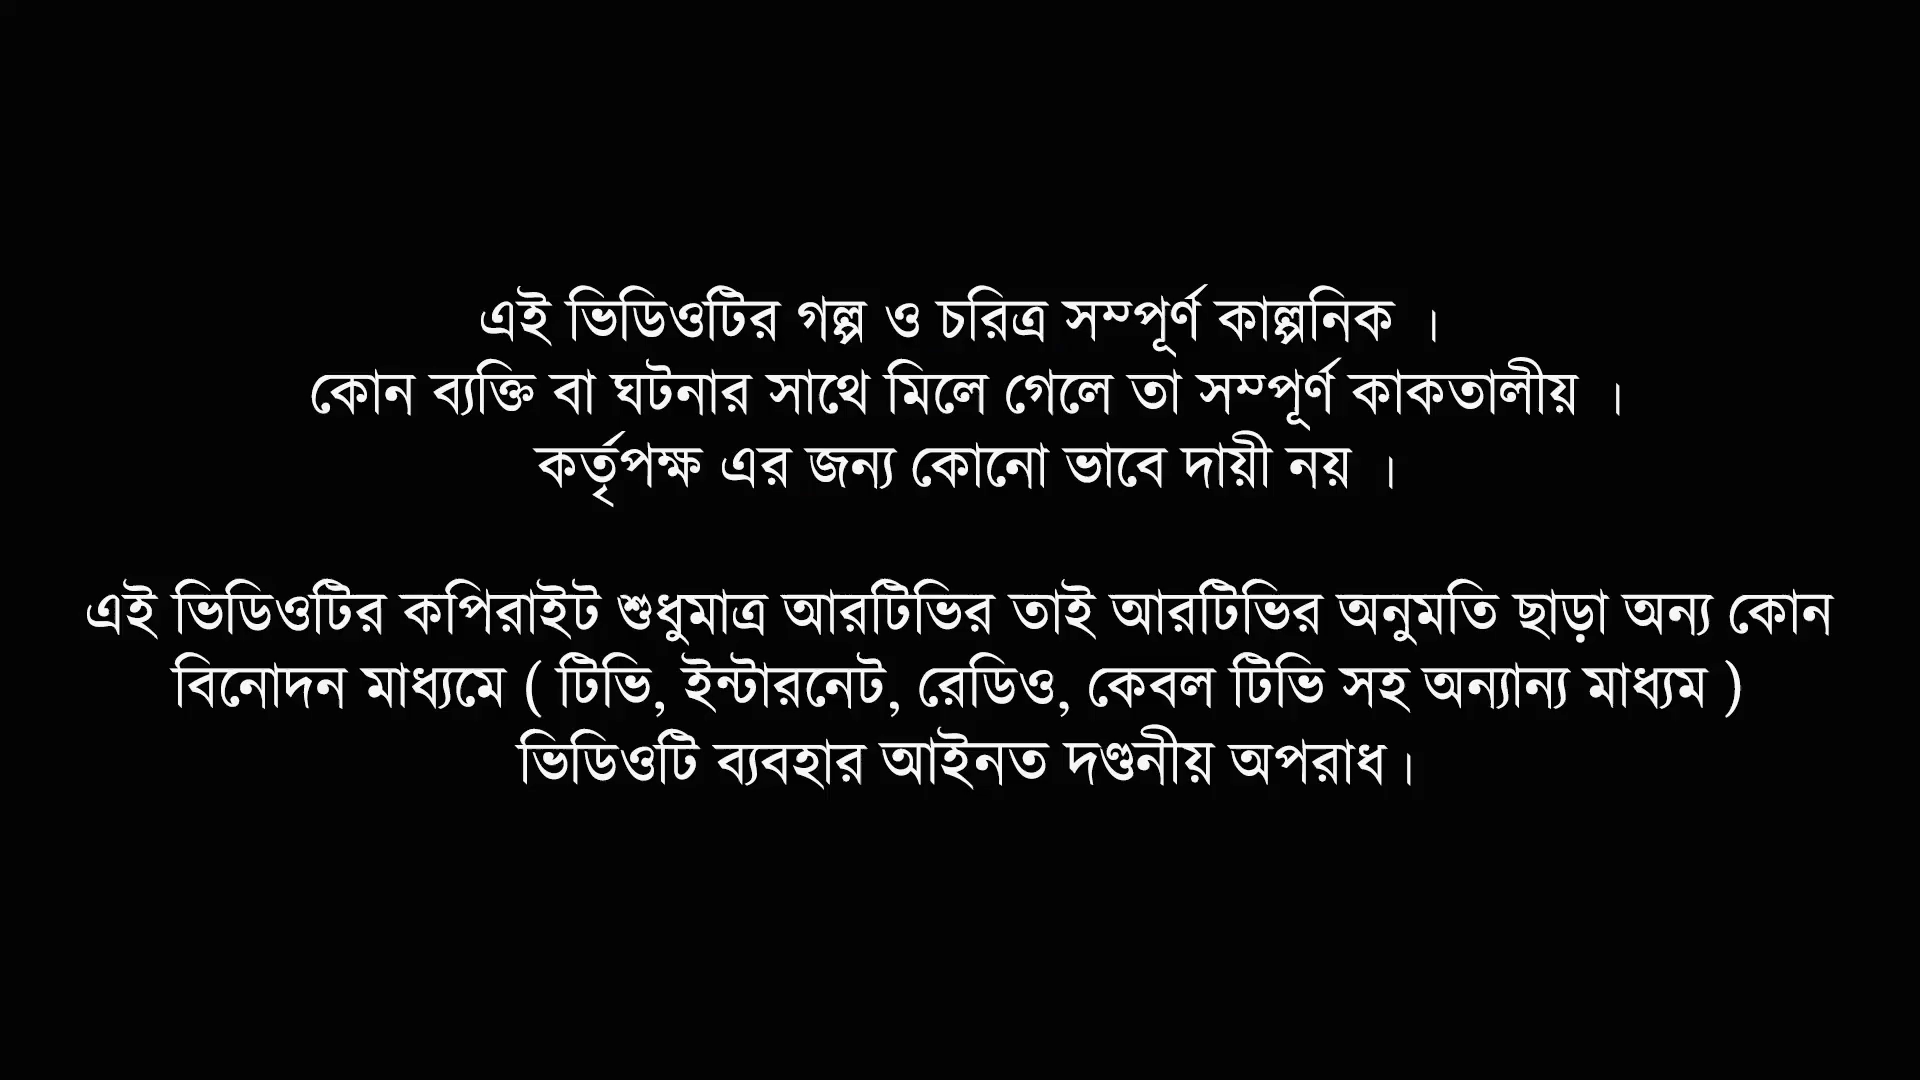 এই ভিডিওটির গল্প ও চরিত্র সম্পূর্ণ কাল্পনিক ।
কোন ব্যক্তি বা ঘটনার সাথে মিলে গেলে তা সম্পূর্ণ কাকতালীয় ।
কর্তৃপক্ষ এর জন্য কোনো ভাবে দায়ী নয় ।
এই ভিডিওটির কপিরাইট শুধুমাত্র আরটিভির তাই আরটিভির অনুমতি ছাড়া অন্য কোন
বিনোদন মাধ্যমে ( টিভি, ইন্টারনেট, রেডিও, কেবল টিভি সহ অন্যান্য মাধ্যম )
ভিডিওটি ব্যবহার আইনত দণ্ডনীয় অপরাধ।